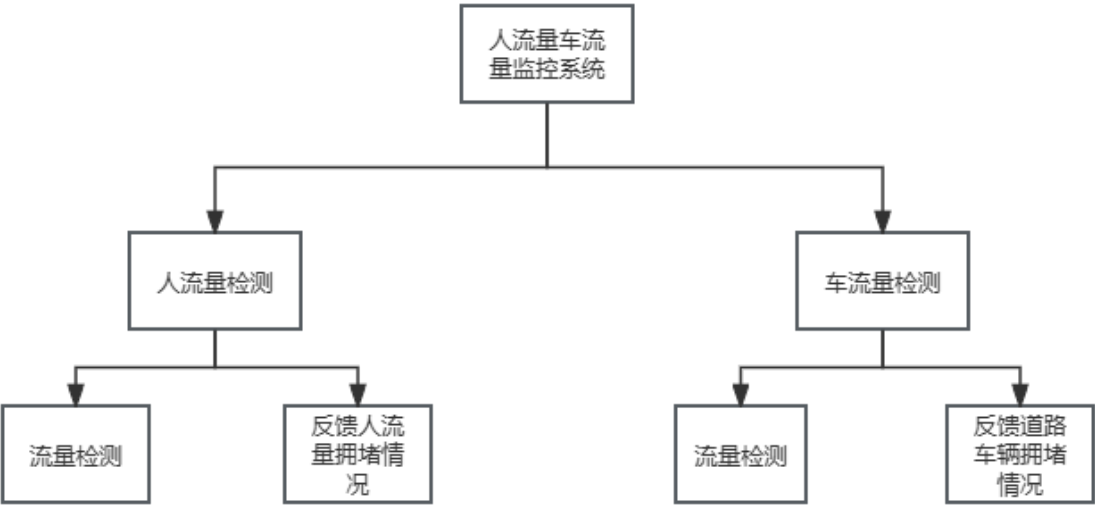 人流量车流
量监控系统
人流量检测
车流量检测
流量检测
反馈人流
量拥堵情
况
流量检测
反馈道路
车辆拥堵
情况